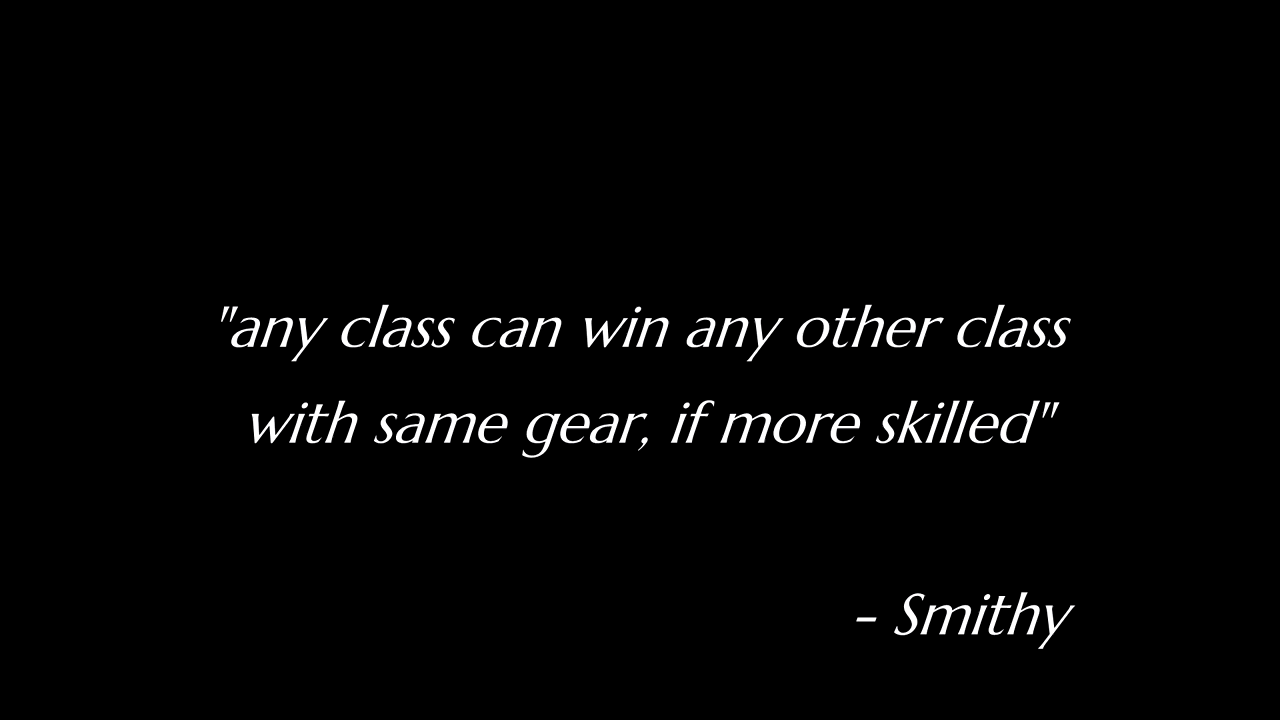 "any class can win any other class
with same gear, if more skilled"
- Smithy